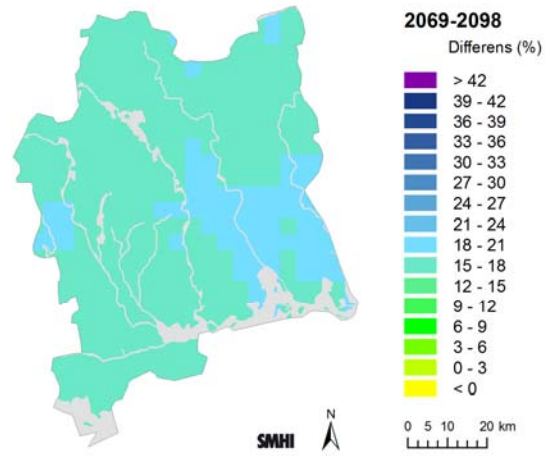 2069-2098
Differens (%)
> 42
39 - 42
36 - 39
33 - 36
30 - 33
27 - 30
24 - 27
21 - 24
18 - 21
15 - 18
12 - 15
9 - 12
6 - 9
3 - 6
0 - 3
< 0
SMHI
N
0 5 10 20 km